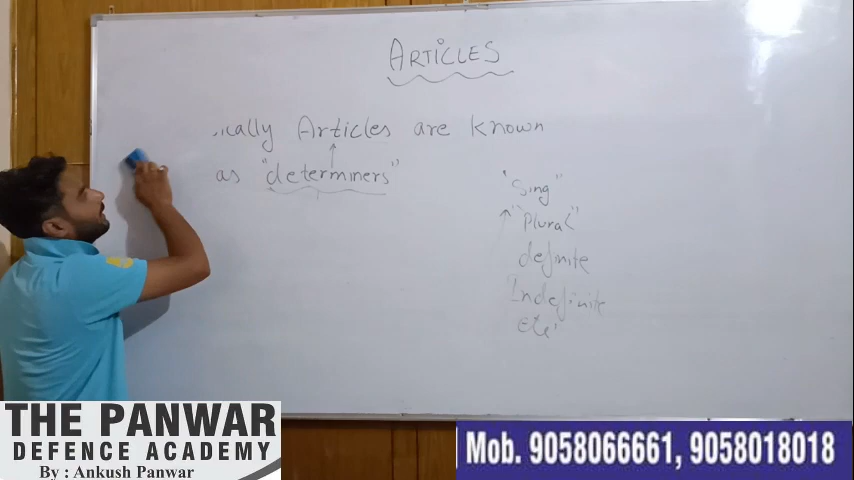 ARTICLES
ically Articles are known
as "determiners"
"Sing"
"Plural"
definite
Indefinite
Etc.
THE PANWAR
DEFENCE ACADEMY
By : Ankush Panwar
Mob. 9058066661, 9058018018